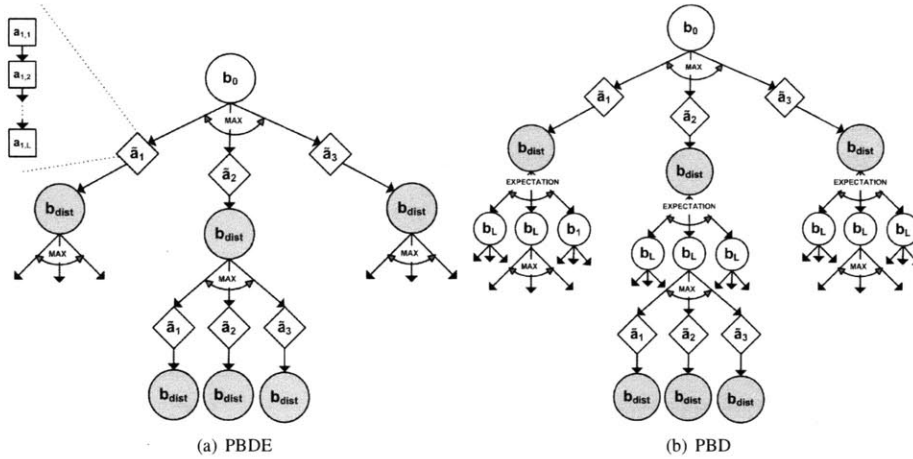 a1,1
a1,2
a1,L
b0
MAX
ã1
ã2
ã3
bdist
bdist
bdist
MAX
MAX
MAX
ã1
ã2
ã3
bdist
bdist
bdist
(a) PBDE
b0
MAX
ã1
ã2
ã3
bdist
bdist
bdist
EXPECTATION
EXPECTATION
EXPECTATION
bL
bL
b1
bL
bL
bL
bL
bL
bL
MAX
MAX
MAX
ã1
ã2
ã3
bdist
bdist
bdist
(b) PBD